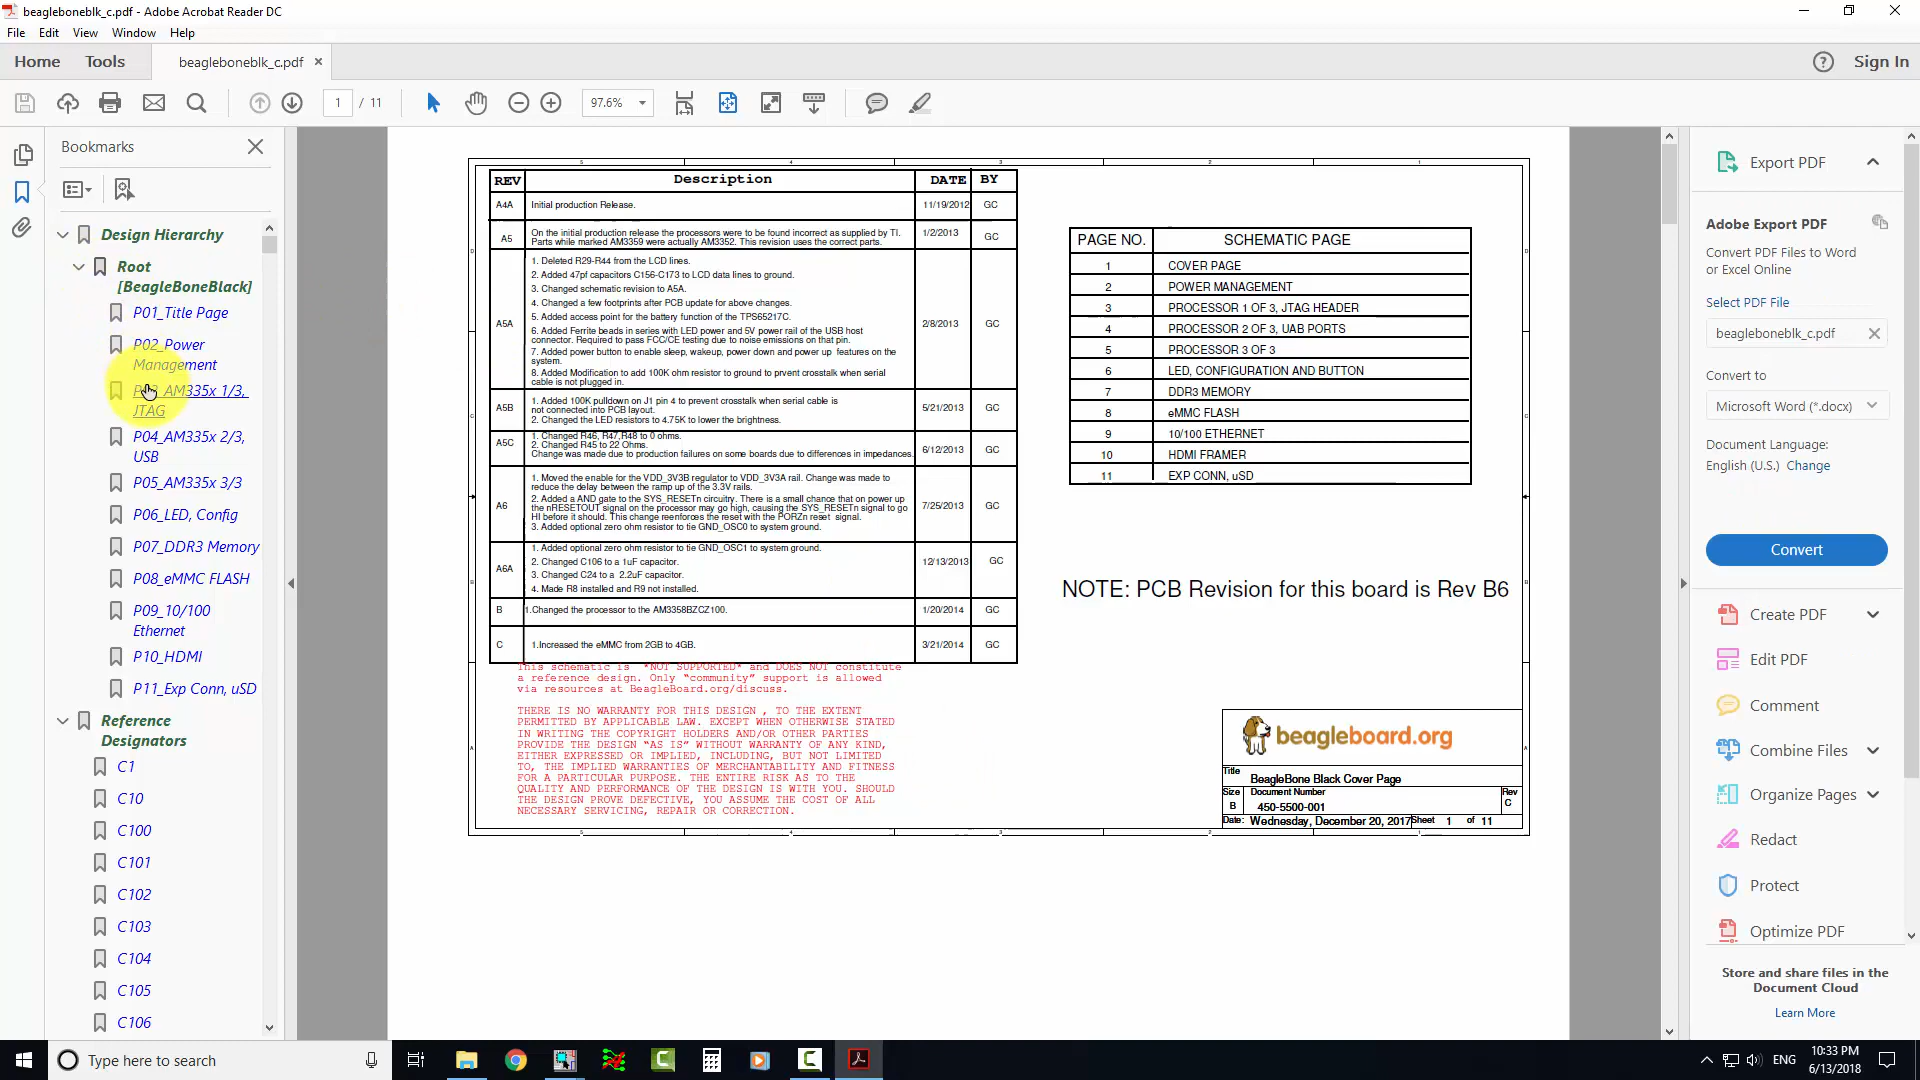 beagleboneblk_c.pdf - Adobe Acrobat Reader DC
File Edit View Window Help
Home Tools beagleboneblk_c.pdf × Sign In
1 / 11 97.6%
Bookmarks
Design Hierarchy
Root
[BeagleBoneBlack]
P01_Title Page
P02_Power
Management
P03_AM335x 1/3,
JTAG
P04_AM335x 2/3,
USB
P05_AM335x 3/3
P06_LED, Config
P07_DDR3 Memory
P08_eMMC FLASH
P09_10/100
Ethernet
P10_HDMI
P11_Exp Conn, uSD
Reference
Designators
C1
C10
C100
C101
C102
C103
C104
C105
C106
REV Description DATE BY
A4A Initial production Release. 11/19/2012 GC
A5 On the initial production release the processors were to be found incorrect as supplied by TI.
Parts while marked AM3359 were actually AM3352. This revision uses the correct parts. 1/2/2013 GC
A5A 1. Deleted R29-R44 from the LCD lines.
2. Added 47pf capacitors C156-C173 to LCD data lines to ground.
3. Changed schematic revision to A5A.
4. Changed a few footprints after PCB update for above changes.
5. Added access point for the battery function of the TPS65217C.
6. Added Ferrite beads in series with LED power and 5V power rail of the USB host
connector. Required to pass FCC/CE testing due to noise emissions on that pin.
7. Added power button to enable sleep, wakeup, power down and power up features on the
system.
8. Added Modification to add 100K ohm resistor to ground to prvent crosstalk when serial
cable is not plugged in. 2/8/2013 GC
A5B 1. Added 100K pulldown on J1 pin 4 to prevent crosstalk when serial cable is
not connected into PCB layout.
2. Changed the LED resistors to 4.75K to lower the brightness. 5/21/2013 GC
A5C 1. Changed R46, R47,R48 to 0 ohms.
2. Changed R45 to 22 Ohms.
Change was made due to production failures on some boards due to differences in impedances. 6/12/2013 GC
A6 1. Moved the enable for the VDD_3V3B regulator to VDD_3V3A rail. Change was made to
reduce the delay between the ramp up of the 3.3V rails.
2. Added a AND gate to the SYS_RESETn circuitry. There is a small chance that on power up
the nRESETOUT signal on the processor may go high, causing the SYS_RESETn signal to go
HI before it should. This change reenforces the reset with the PORZn reset signal.
3. Added optional zero ohm resistor to tie GND_OSC0 to system ground. 7/25/2013 GC
A6A 1. Added optional zero ohm resistor to tie GND_OSC1 to system ground.
2. Changed C106 to a 1uF capacitor.
3. Changed C24 to a 2.2uF capacitor.
4. Made R8 installed and R9 not installed. 12/13/2013 GC
B 1.Changed the processor to the AM3358BZCZ100. 1/20/2014 GC
C 1.Increased the eMMC from 2GB to 4GB. 3/21/2014 GC
This schematic is *NOT SUPPORTED* and DOES NOT constitute
a reference design. Only "community" support is allowed
via resources at BeagleBoard.org/discuss.
THERE IS NO WARRANTY FOR THIS DESIGN , TO THE EXTENT
PERMITTED BY APPLICABLE LAW. EXCEPT WHEN OTHERWISE STATED
IN WRITING THE COPYRIGHT HOLDERS AND/OR OTHER PARTIES
PROVIDE THE DESIGN "AS IS" WITHOUT WARRANTY OF ANY KIND,
EITHER EXPRESSED OR IMPLIED, INCLUDING, BUT NOT LIMITED
TO, THE IMPLIED WARRANTIES OF MERCHANTABILITY AND FITNESS
FOR A PARTICULAR PURPOSE. THE ENTIRE RISK AS TO THE
QUALITY AND PERFORMANCE OF THE DESIGN IS WITH YOU. SHOULD
THE DESIGN PROVE DEFECTIVE, YOU ASSUME THE COST OF ALL
NECESSARY SERVICING, REPAIR OR CORRECTION.
PAGE NO. SCHEMATIC PAGE
1 COVER PAGE
2 POWER MANAGEMENT
3 PROCESSOR 1 OF 3, JTAG HEADER
4 PROCESSOR 2 OF 3, UAB PORTS
5 PROCESSOR 3 OF 3
6 LED, CONFIGURATION AND BUTTON
7 DDR3 MEMORY
8 eMMC FLASH
9 10/100 ETHERNET
10 HDMI FRAMER
11 EXP CONN, uSD
NOTE: PCB Revision for this board is Rev B6
beagleboard.org
Title
BeagleBone Black Cover Page
Size Document Number Rev
B 450-5500-001 C
Date: Wednesday, December 20, 2017 Sheet 1 of 11
Export PDF
Adobe Export PDF
Convert PDF Files to Word
or Excel Online
Select PDF File
beagleboneblk_c.pdf
Convert to
Microsoft Word (*.docx)
Document Language:
English (U.S.) Change
Convert
Create PDF
Edit PDF
Comment
Combine Files
Organize Pages
Redact
Protect
Optimize PDF
Store and share files in the
Document Cloud
Learn More
Type here to search
ENG
10:33 PM
6/13/2018